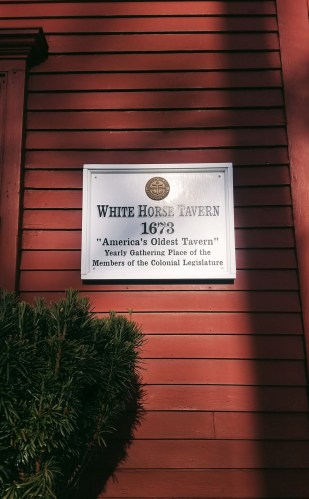 White Horse Tavern
1673
"America's Oldest Tavern"
Yearly Gathering Place of the
Members of the Colonial Legislature